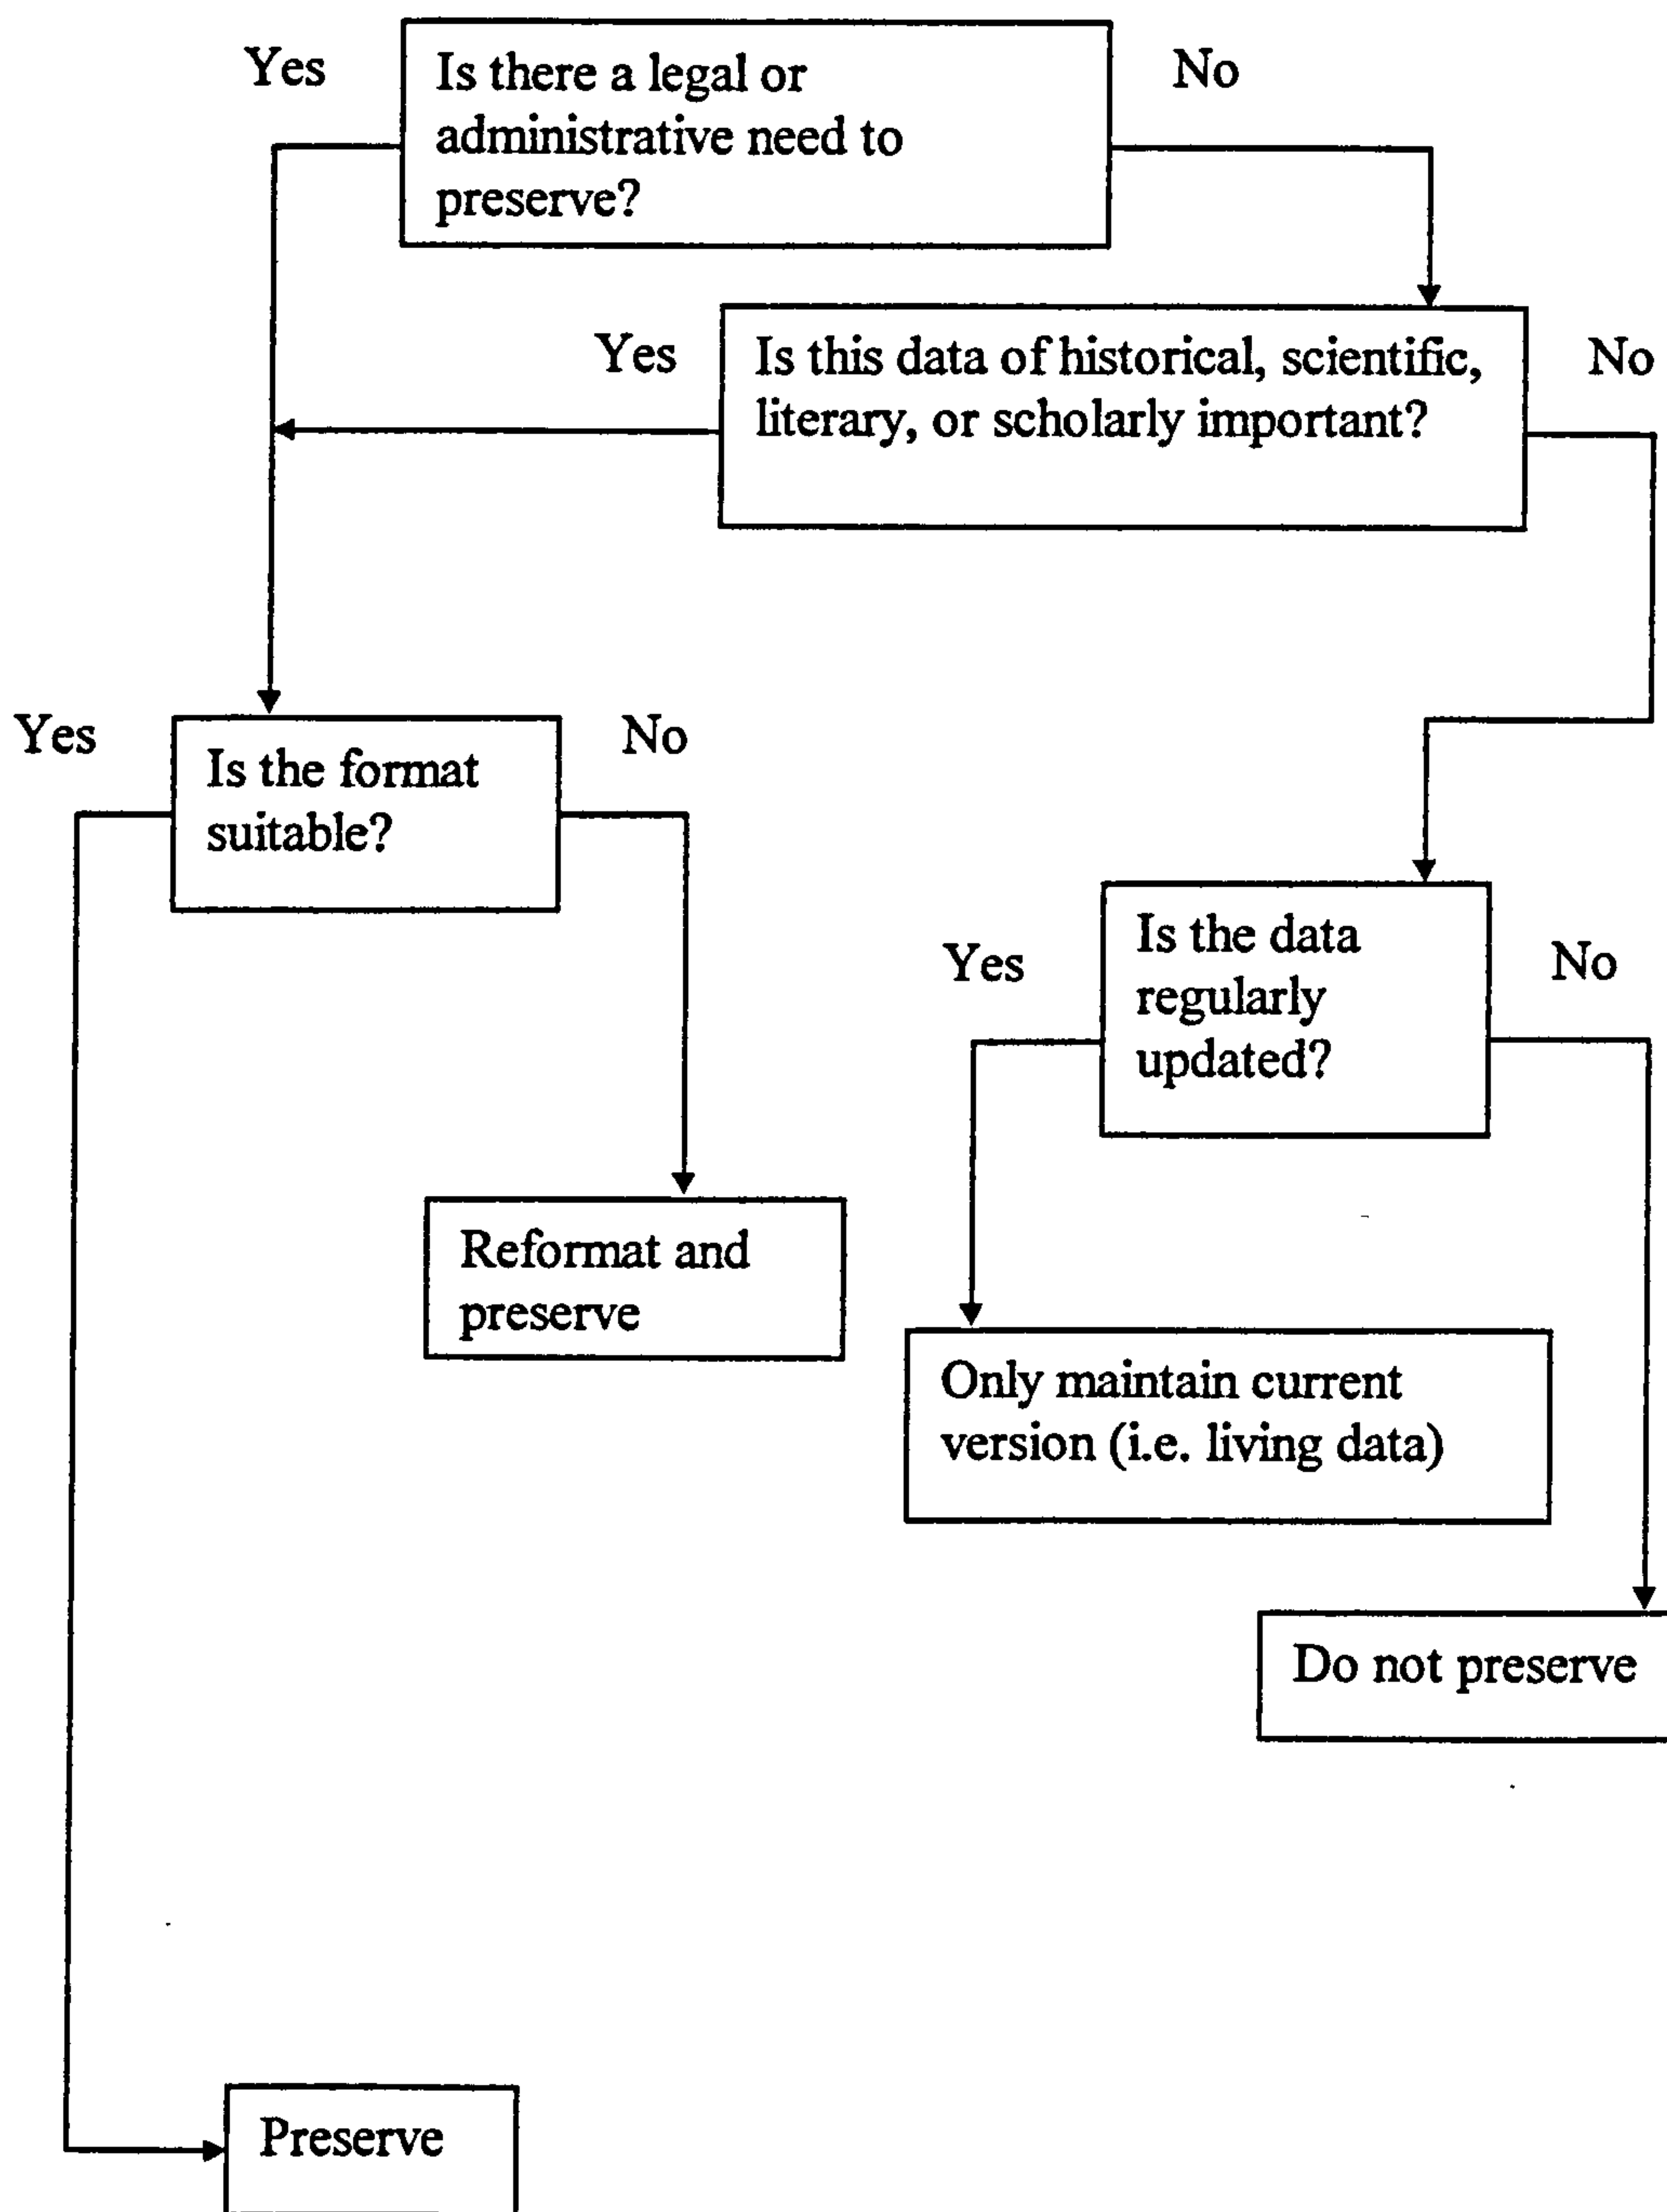 Yes
Is there a legal or
administrative need to
preserve?
No
Yes
Is this data of historical, scientific,
literary, or scholarly important?
No
Yes
Is the format
suitable?
No
Yes
Is the data
regularly
updated?
No
Reformat and
preserve
Only maintain current
version (i.e. living data)
Do not preserve
Preserve